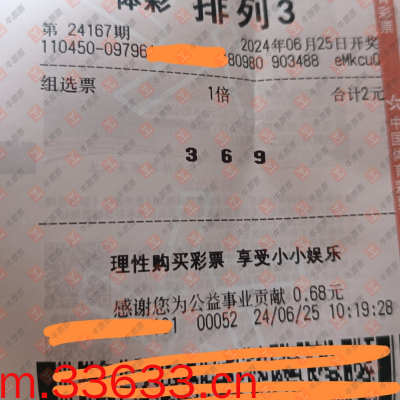 体彩 排列3
第 24167期
110450-09796 80980 903488 eMkcuQ
2024年06月25日开奖
组选票 1倍 合计2元
3 6 9
理性购买彩票 享受小小娱乐
感谢您为公益事业贡献 0.68元
00052 24/06/25 10:19:28
m.33633.cn